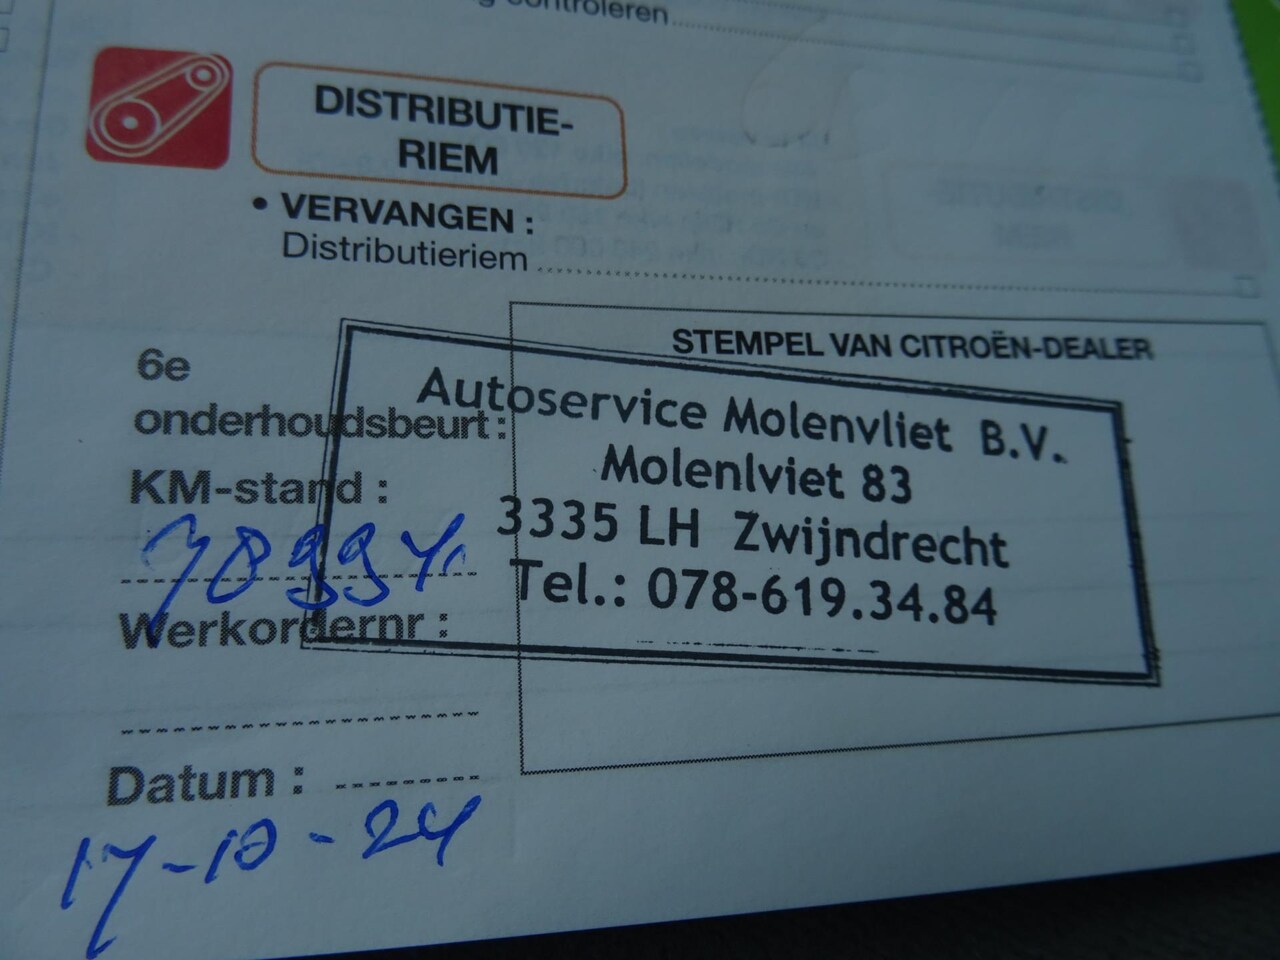 controleren
DISTRIBUTIE-
RIEM
• VERVANGEN :
Distributieriem
STEMPEL VAN CITROËN-DEALER
Autoservice Molenvliet B.V.
Molenlviet 83
3335 LH Zwijndrecht
Tel.: 078-619.34.84
6e
onderhoudsbeurt:
KM-stand :
Werkordernr :
Datum :
17-10-24